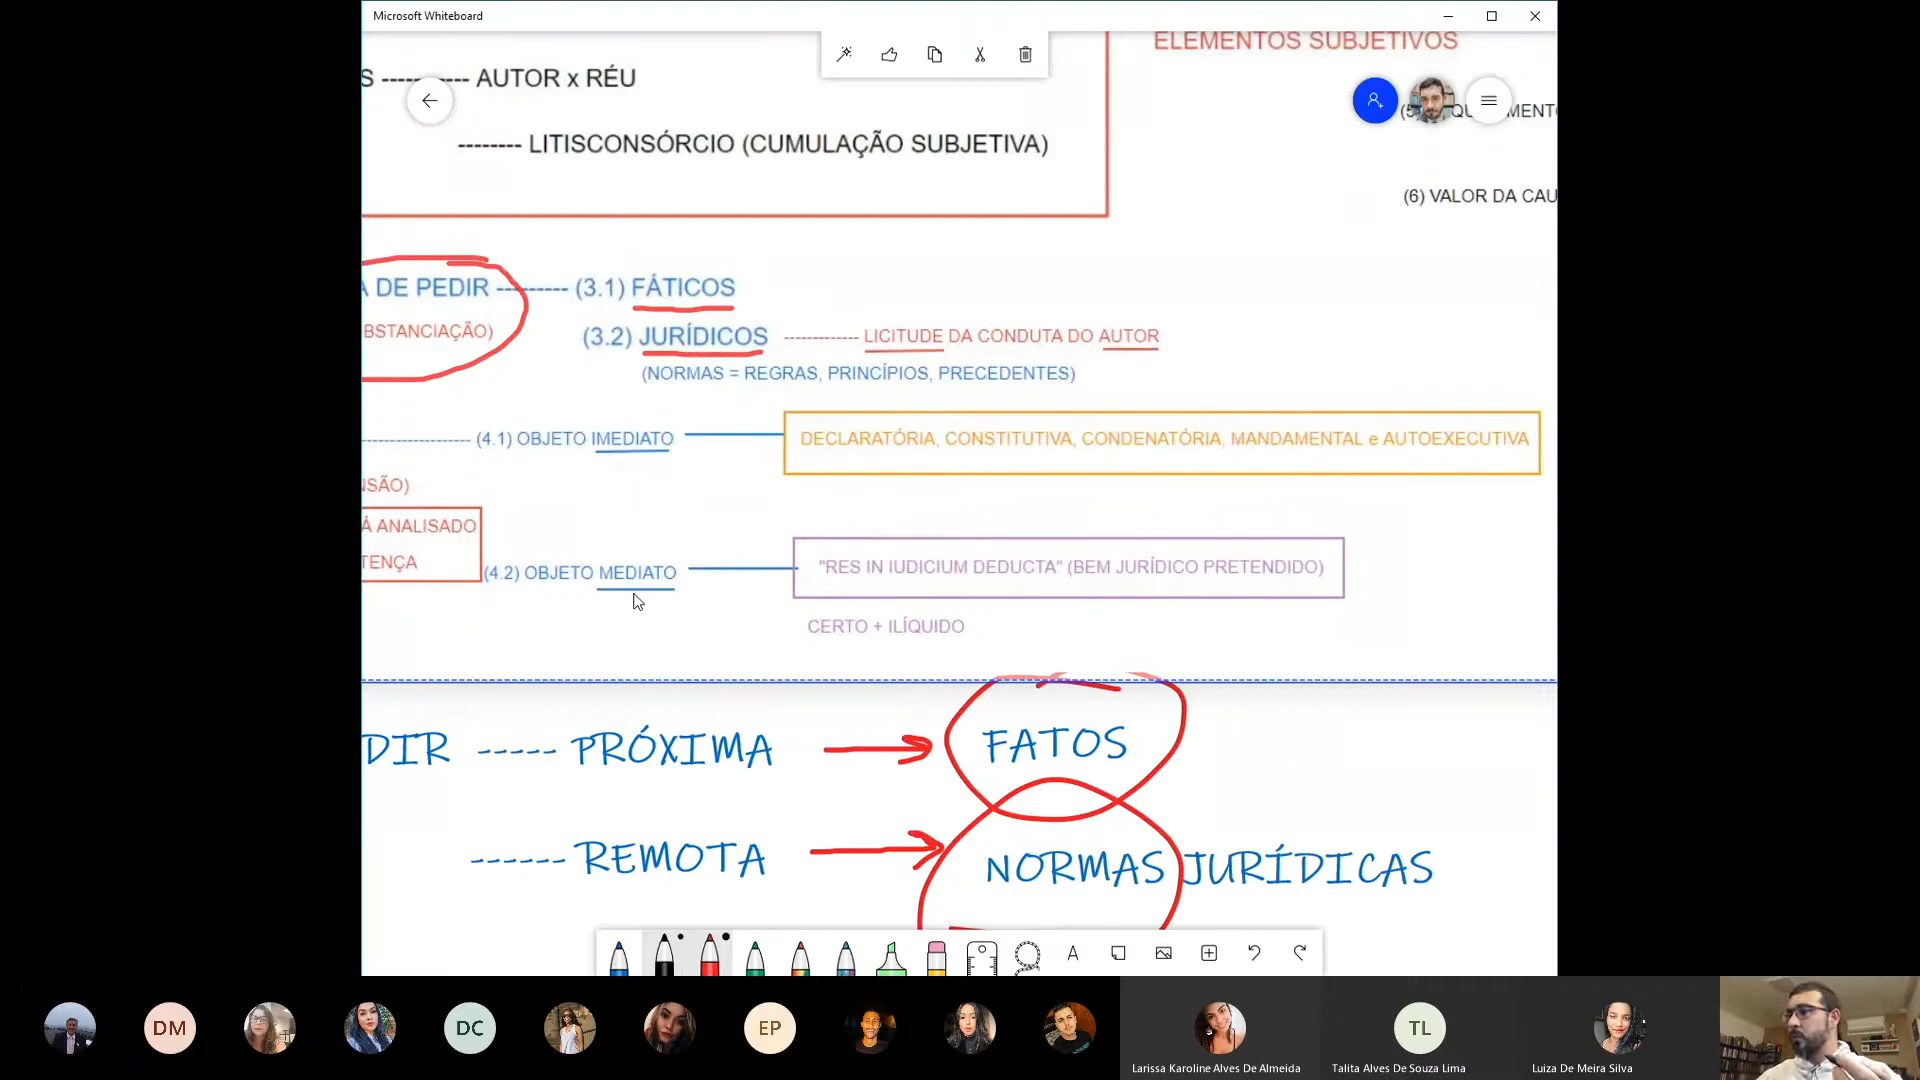 Microsoft Whiteboard
ELEMENTOS SUBJETIVOS
S ---------- AUTOR x RÉU
-------- LITISCONSÓRCIO (CUMULAÇÃO SUBJETIVA)
(6) VALOR DA CAU
A DE PEDIR --------- (3.1) FÁTICOS
BSTANCIAÇÃO)
(3.2) JURÍDICOS ------------ LICITUDE DA CONDUTA DO AUTOR
(NORMAS = REGRAS, PRINCÍPIOS, PRECEDENTES)
----------------- (4.1) OBJETO IMEDIATO
DECLARATÓRIA, CONSTITUTIVA, CONDENATÓRIA, MANDAMENTAL e AUTOEXECUTIVA
NSÃO)
Á ANALISADO
TENÇA
(4.2) OBJETO MEDIATO
"RES IN IUDICIUM DEDUCTA" (BEM JURÍDICO PRETENDIDO)
CERTO + ILÍQUIDO
DIR ----- PRÓXIMA
FATOS
------ REMOTA
NORMAS JURÍDICAS
A
DM
DC
EP
TL
Larissa Karoline Alves De Almeida
Talita Alves De Souza Lima
Luiza De Meira Silva